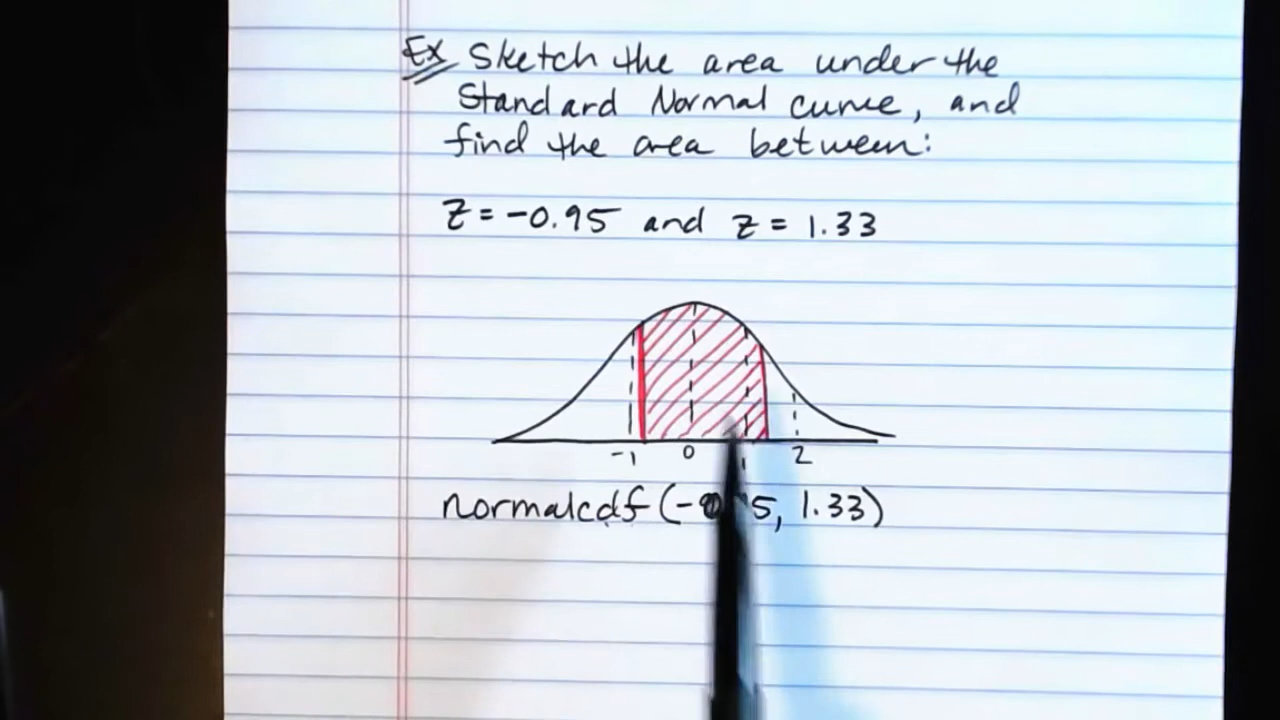 Ex Sketch the area under the
Standard Normal curve, and
find the area between:
z = -0.95 and z = 1.33
-1 0 1 2
normalcdf (- 5, 1.33)